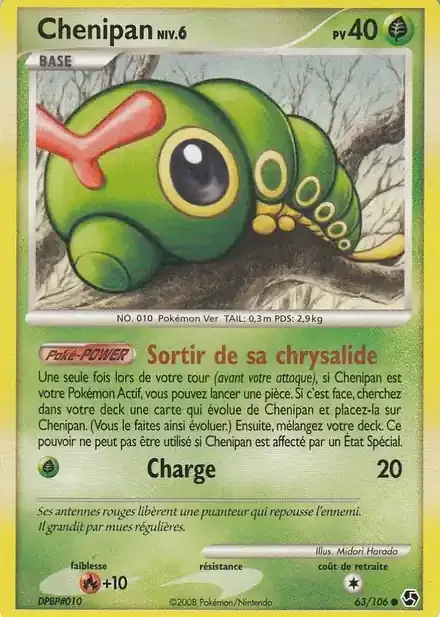 Chenipan NIV.6 PV 40
BASE
NO. 010 Pokémon Ver TAIL: 0,3 m PDS: 2,9 kg
Poké-POWER Sortir de sa chrysalide
Une seule fois lors de votre tour (avant votre attaque), si Chenipan est
votre Pokémon Actif, vous pouvez lancer une pièce. Si c'est face, cherchez
dans votre deck une carte qui évolue de Chenipan et placez-la sur
Chenipan. (Vous le faites ainsi évoluer.) Ensuite, mélangez votre deck. Ce
pouvoir ne peut pas être utilisé si Chenipan est affecté par un État Spécial.
Charge 20
Ses antennes rouges libèrent une puanteur qui repousse l'ennemi.
Il grandit par mues régulières.
Illus. Midori Harada
faiblesse résistance coût de retraite
+10
DPBP#010 ©2008 Pokémon/Nintendo 63/106